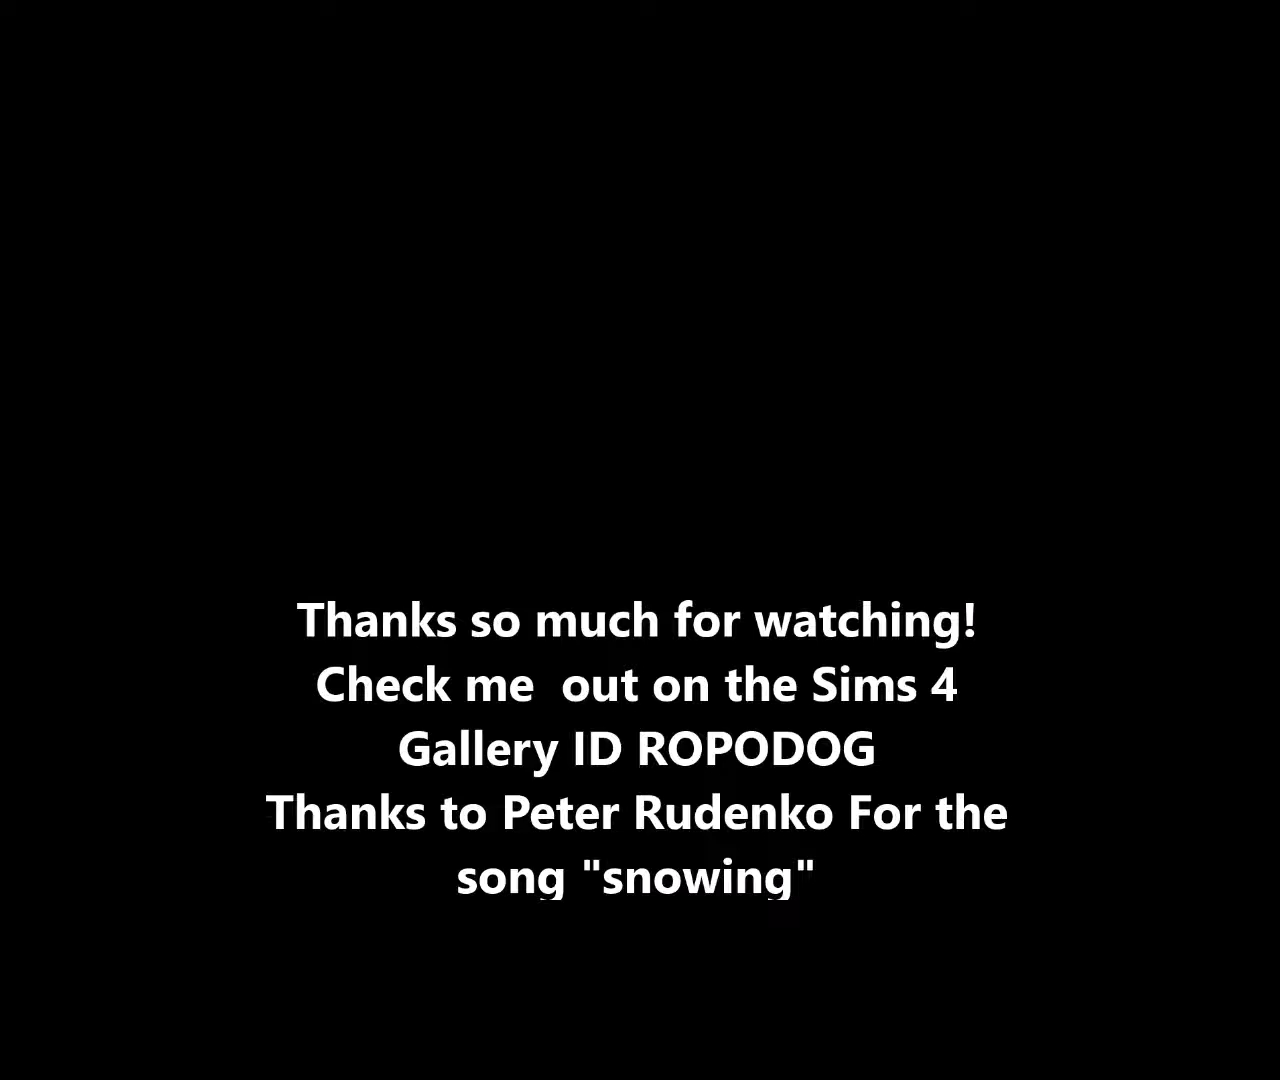 Thanks so much for watching!
Check me  out on the Sims 4
Gallery ID ROPODOG
Thanks to Peter Rudenko For the
song "snowing"